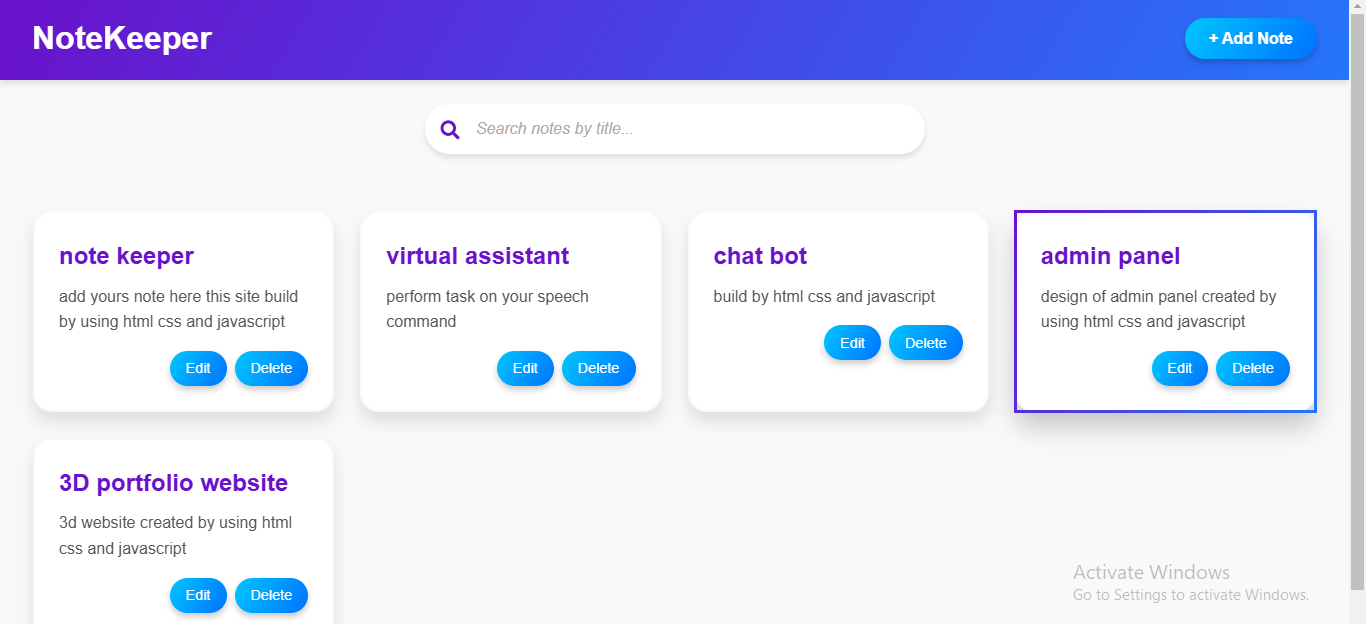 NoteKeeper
+ Add Note
Search notes by title...
note keeper
add yours note here this site build
by using html css and javascript
Edit Delete
virtual assistant
perform task on your speech
command
Edit Delete
chat bot
build by html css and javascript
Edit Delete
admin panel
design of admin panel created by
using html css and javascript
Edit Delete
3D portfolio website
3d website created by using html
css and javascript
Edit Delete
Activate Windows
Go to Settings to activate Windows.